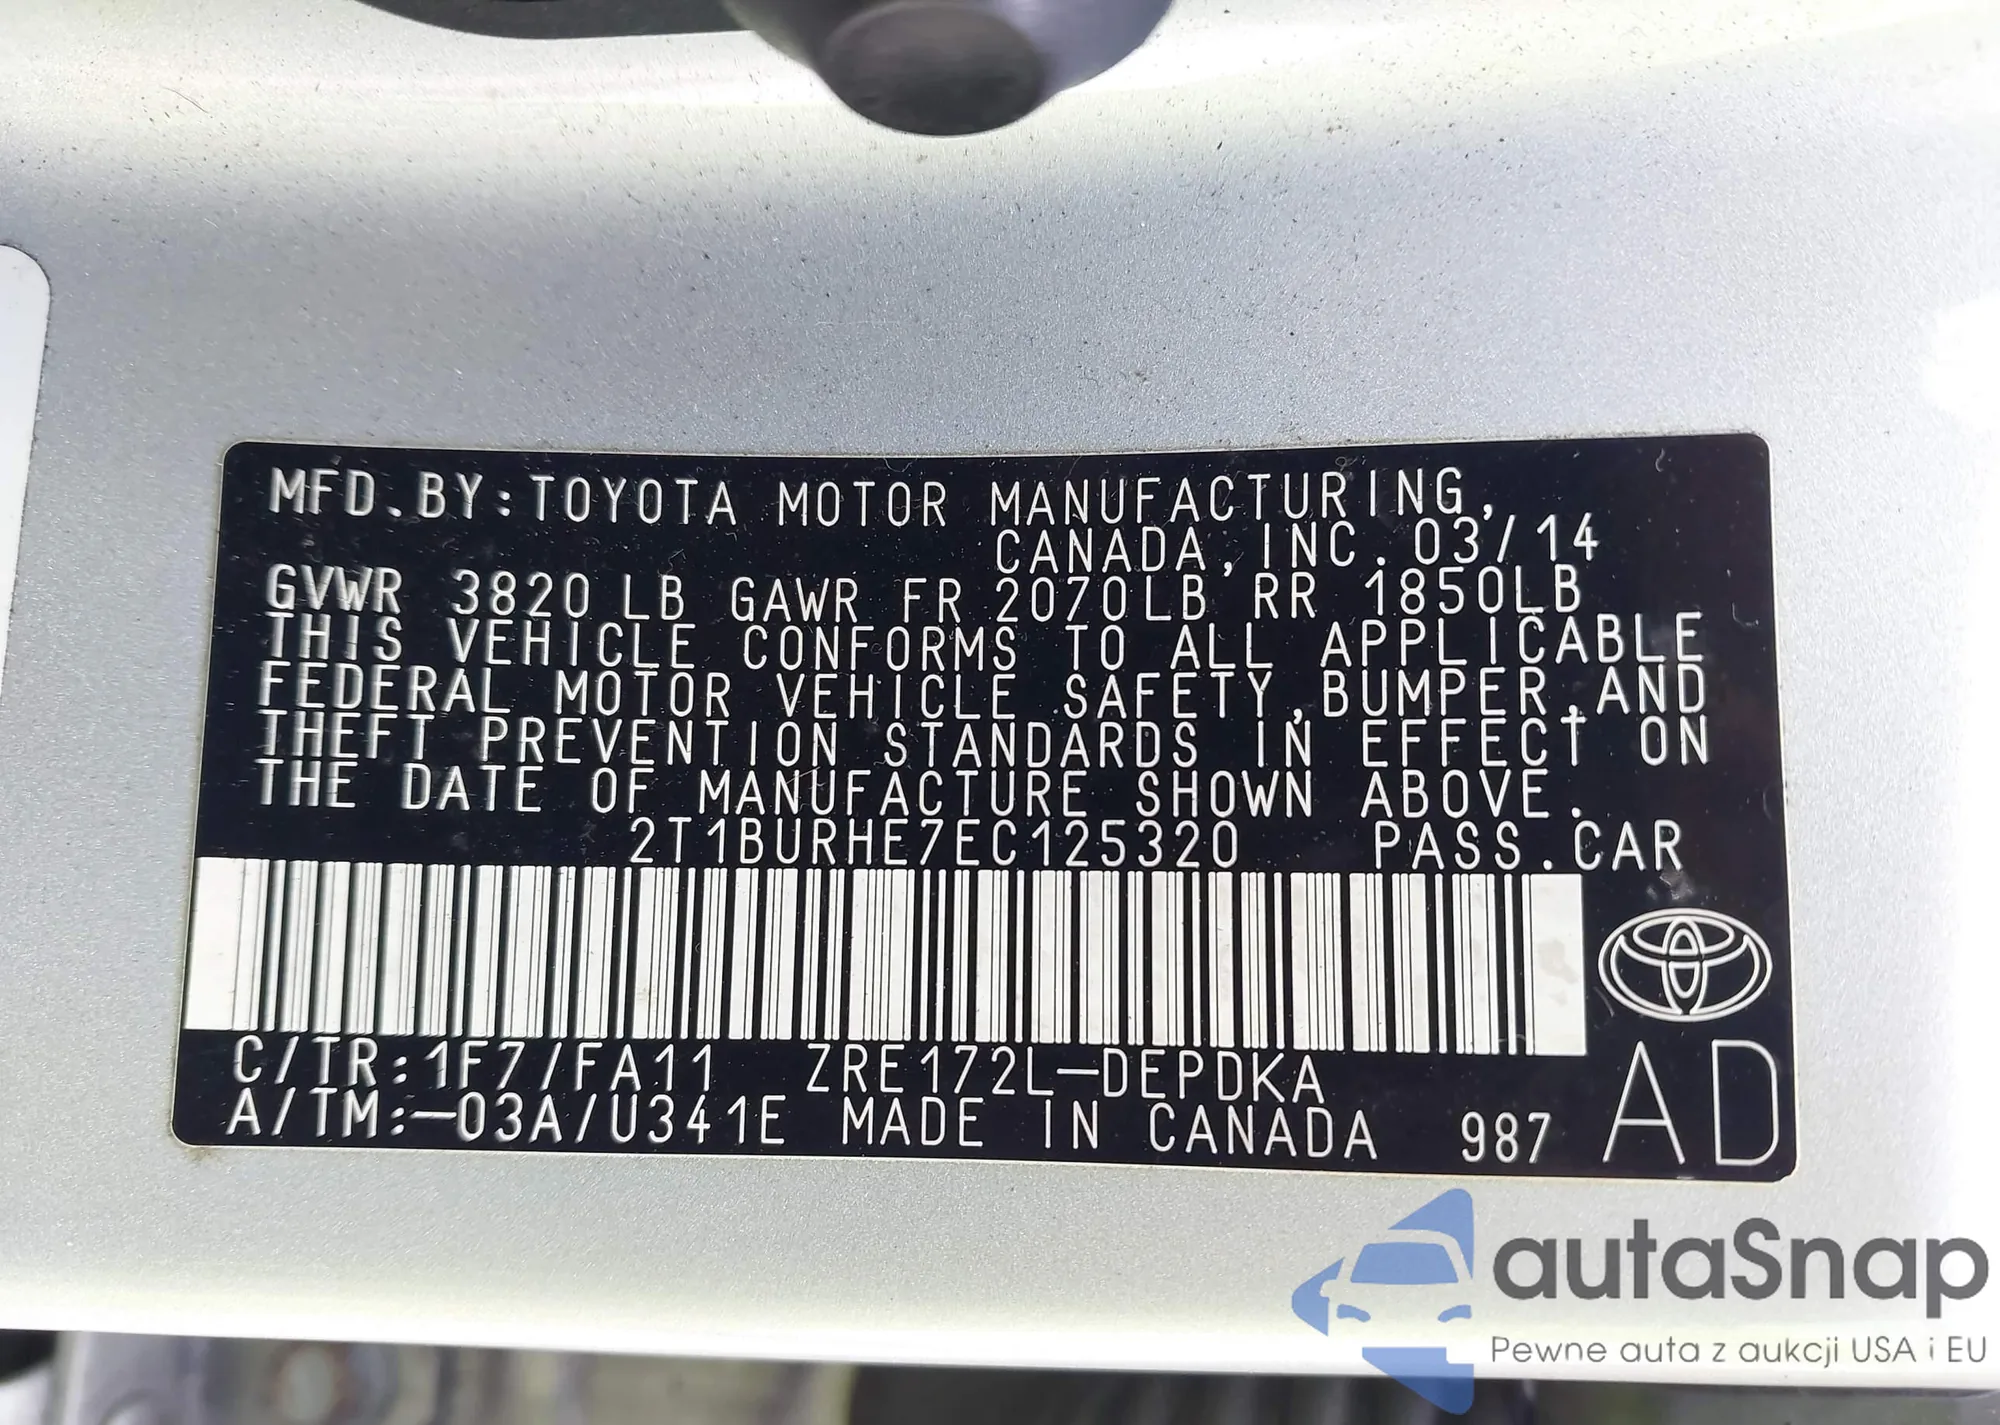 MFD.BY:TOYOTA MOTOR MANUFACTURING,
CANADA,INC. 03/14
GVWR 3820 LB GAWR FR 2070LB RR 1850LB
THIS VEHICLE CONFORMS TO ALL APPLICABLE
FEDERAL MOTOR VEHICLE SAFETY,BUMPER,AND
THEFT PREVENTION STANDARDS IN EFFECT ON
THE DATE OF MANUFACTURE SHOWN ABOVE.
2T1BURHE7EC125320 PASS.CAR
C/TR:1F7/FA11 ZRE172L-DEPDKA
A/TM:-03A/U341E MADE IN CANADA 987 AD
autaSnap
Pewne auta z aukcji USA i EU